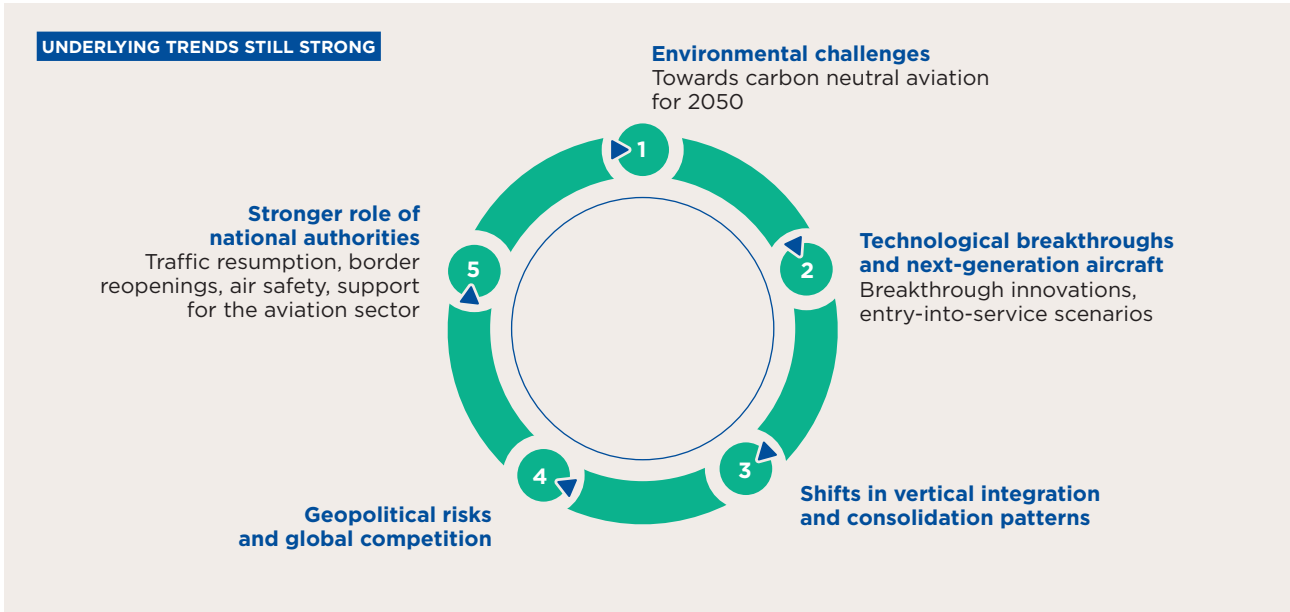 UNDERLYING TRENDS STILL STRONG
Environmental challenges
Towards carbon neutral aviation
for 2050
1
Technological breakthroughs
and next-generation aircraft
Breakthrough innovations,
entry-into-service scenarios
2
Shifts in vertical integration
and consolidation patterns
3
Geopolitical risks
and global competition
4
Stronger role of
national authorities
Traffic resumption, border
reopenings, air safety, support
for the aviation sector
5